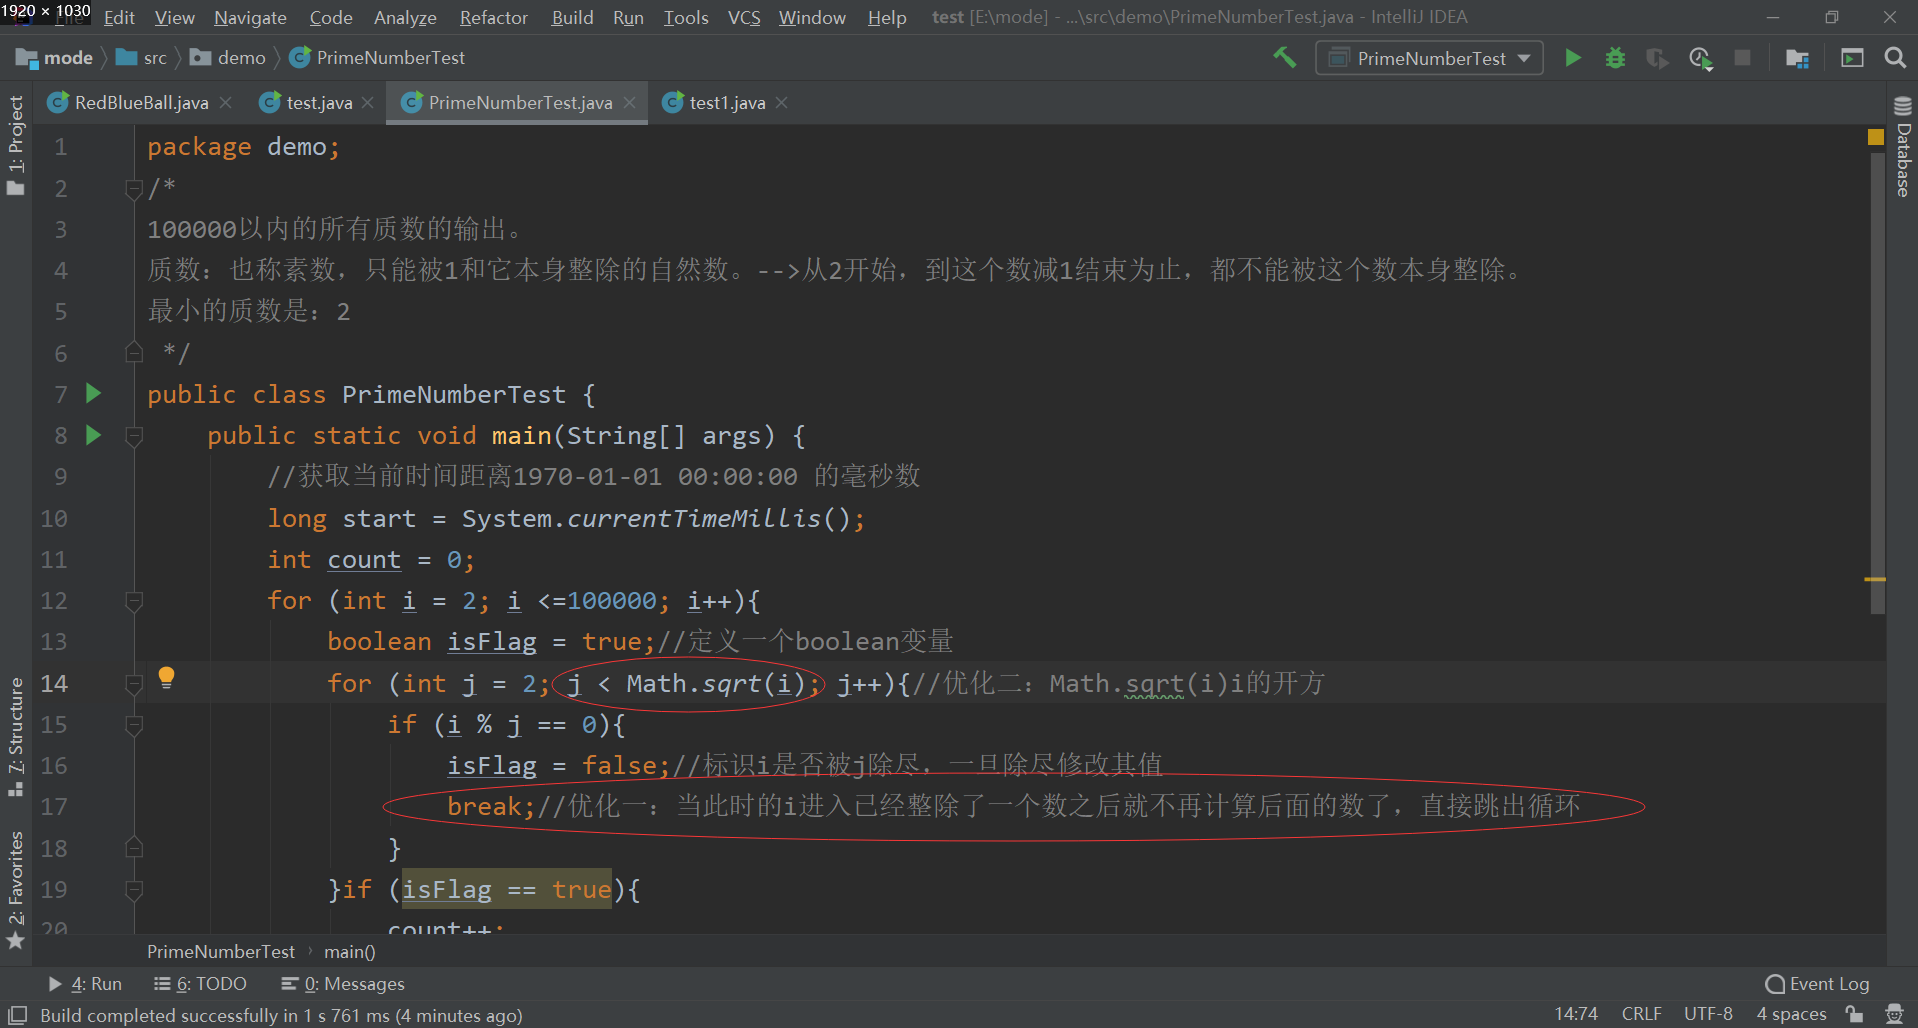 1920 × 1030
Edit View Navigate Code Analyze Refactor Build Run Tools VCS Window Help test [E:\mode] - ...\src\demo\PrimeNumberTest.java - IntelliJ IDEA
mode src demo PrimeNumberTest PrimeNumberTest
RedBlueBall.java test.java PrimeNumberTest.java test1.java
1: Project
7: Structure
2: Favorites
Database
1 package demo;
2 /*
3 100000以内的所有质数的输出。
4 质数：也称素数，只能被1和它本身整除的自然数。-->从2开始，到这个数减1结束为止，都不能被这个数本身整除。
5 最小的质数是：2
6 */
7 public class PrimeNumberTest {
8 public static void main(String[] args) {
9 //获取当前时间距离1970-01-01 00:00:00 的毫秒数
10 long start = System.currentTimeMillis();
11 int count = 0;
12 for (int i = 2; i <=100000; i++){
13 boolean isFlag = true;//定义一个boolean变量
14 for (int j = 2; j < Math.sqrt(i); j++){//优化二：Math.sqrt(i)i的开方
15 if (i % j == 0){
16 isFlag = false;//标识i是否被j除尽，一旦除尽修改其值
17 break;//优化一：当此时的i进入已经整除了一个数之后就不再计算后面的数了，直接跳出循环
18 }
19 }if (isFlag == true){
20 count++;
PrimeNumberTest › main()
4: Run 6: TODO 0: Messages Event Log
Build completed successfully in 1 s 761 ms (4 minutes ago) 14:74 CRLF UTF-8 4 spaces